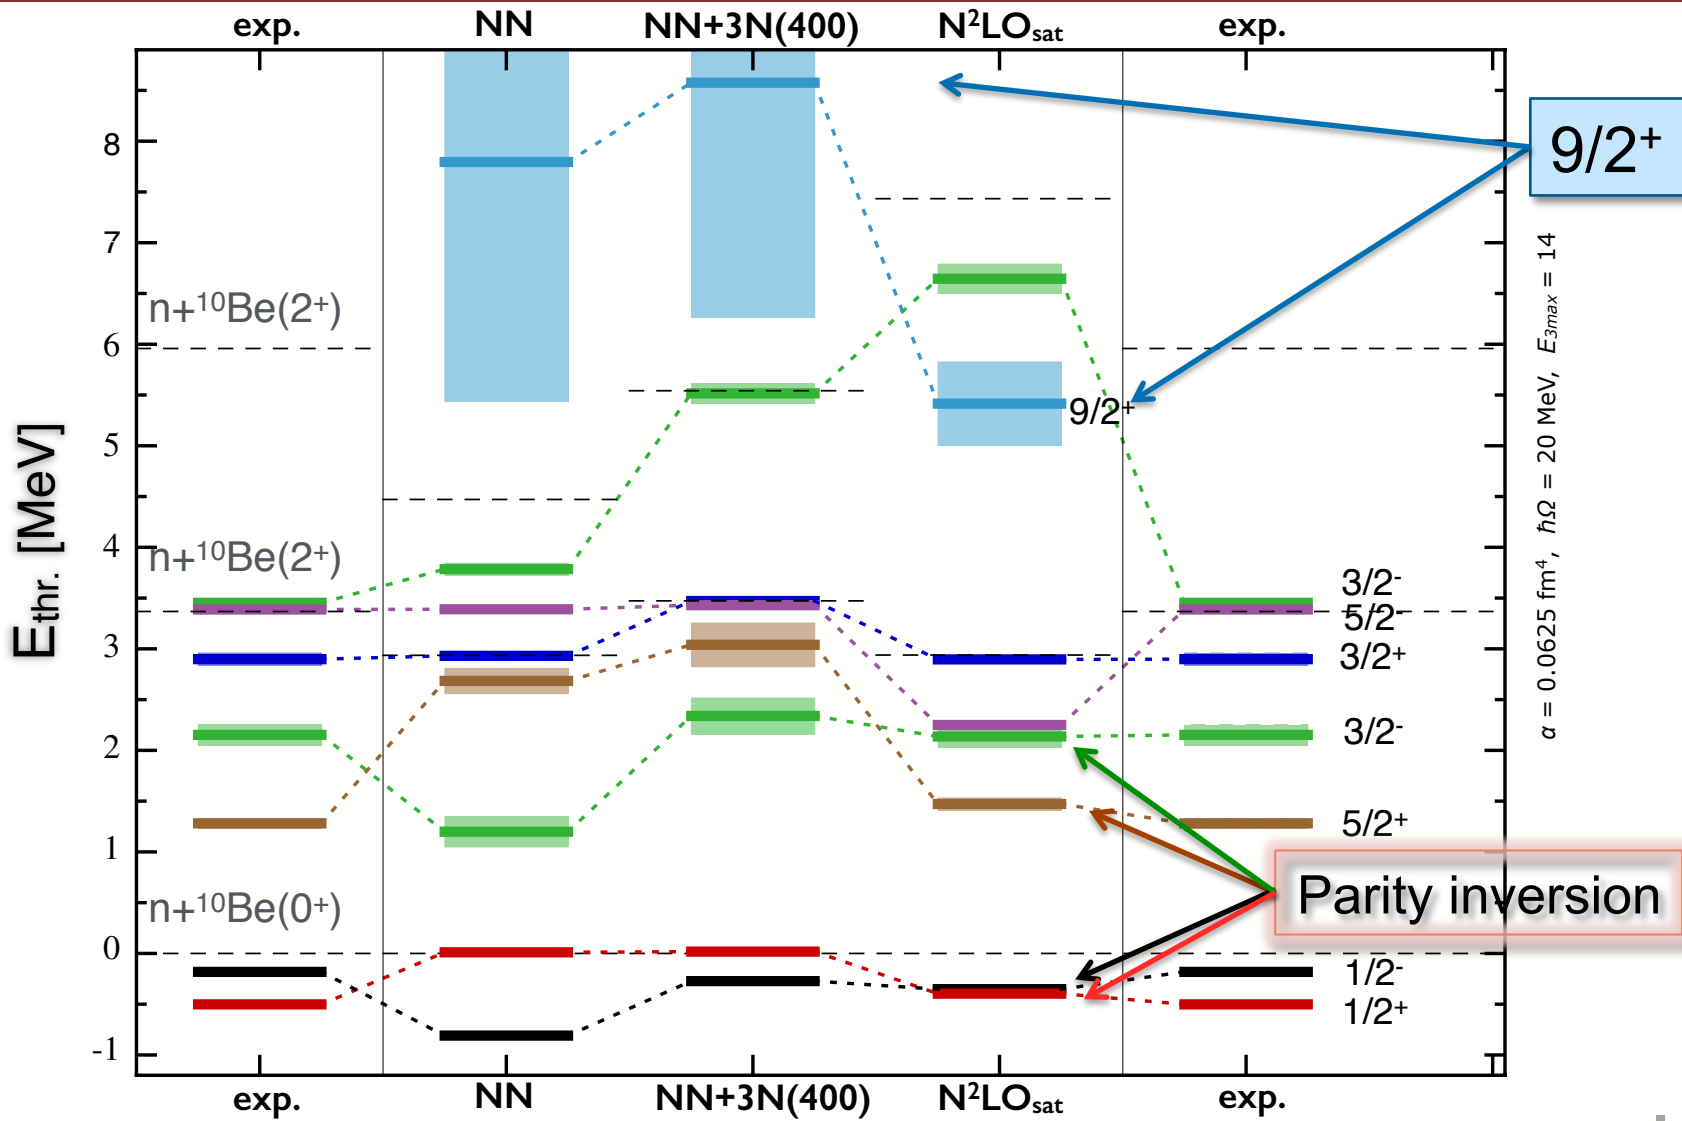 exp. NN NN+3N(400) N²LOsat exp.
9/2⁺
8
7
n+¹⁰Be(2⁺)
6
9/2⁺
5
n+¹⁰Be(2⁺)
4
3/2⁻
5/2⁻
3
3/2⁺
3/2⁻
2
5/2⁺
1
n+¹⁰Be(0⁺)
Parity inversion
0
1/2⁻
1/2⁺
-1
Ethr. [MeV]
α = 0.0625 fm⁴, ℏΩ = 20 MeV, E3max = 14
exp. NN NN+3N(400) N²LOsat exp.